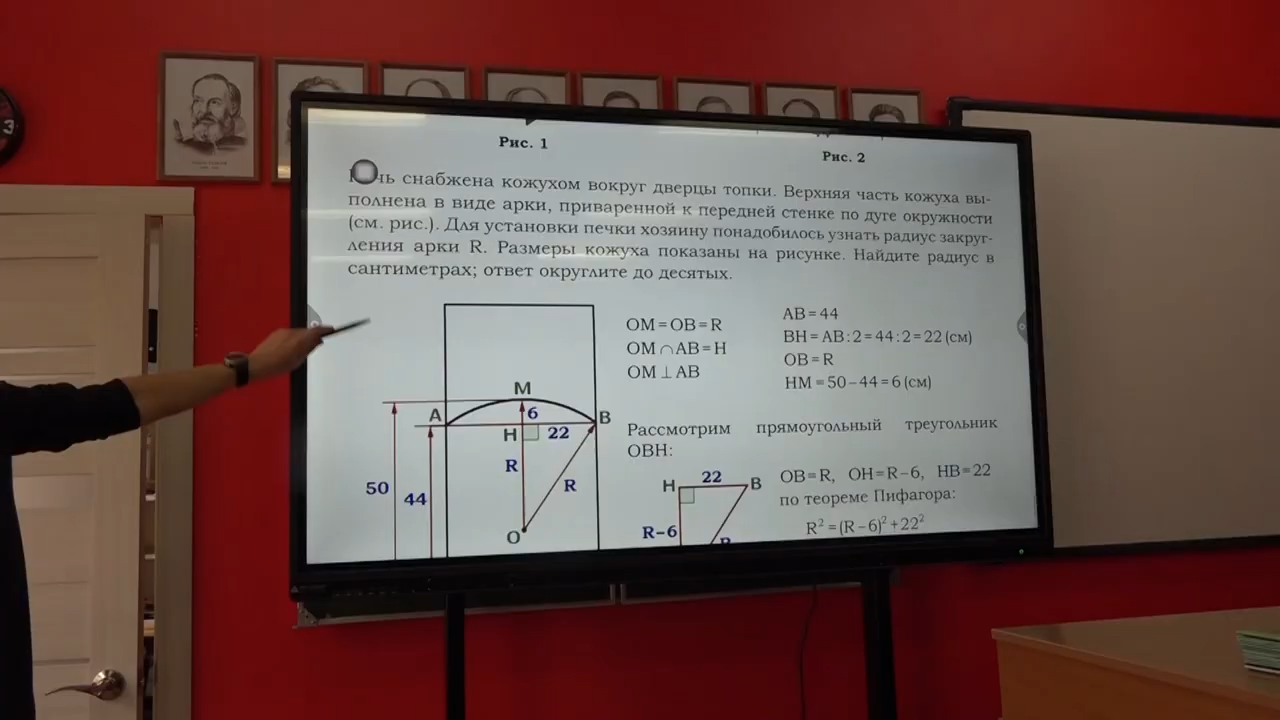 Рис. 1
Рис. 2
снабжена кожухом вокруг дверцы топки. Верхняя часть кожуха вы-
полнена в виде арки, приваренной к передней стенке по дуге окружности
(см. рис.). Для установки печки хозяину понадобилось узнать радиус закруг-
ления арки R. Размеры кожуха показаны на рисунке. Найдите радиус в
сантиметрах; ответ округлите до десятых.
OM=OB=R
OM∩AB=H
OM⊥AB
AB=44
BH=AB:2=44:2=22 (см)
OB=R
HM=50–44=6 (см)
M
A
6
B
H
22
R
R
50
44
O
Рассмотрим прямоугольный треугольник
OBH:
22
H
B
R–6
OB=R, OH=R–6, HB=22
по теореме Пифагора:
R²=(R–6)²+22²
3